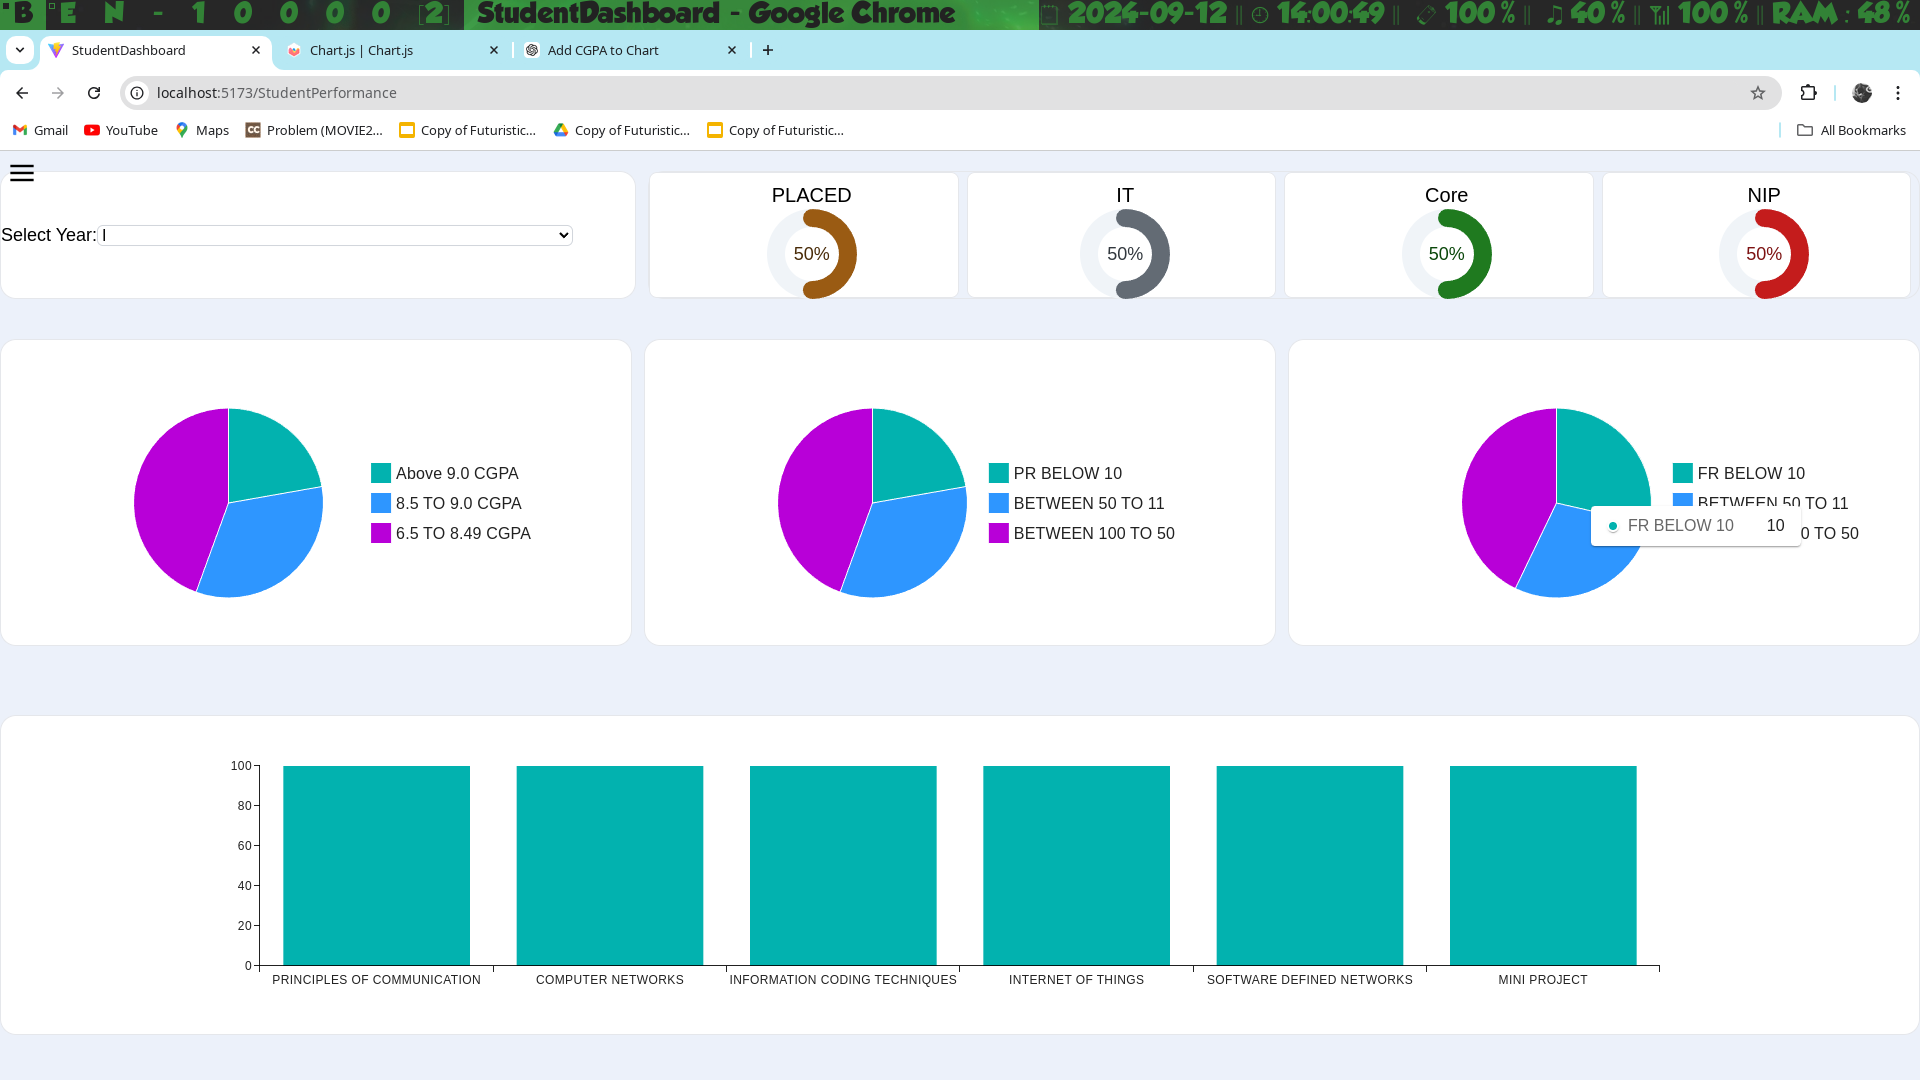 B E N - 1 0 0 0 0 [2] StudentDashboard - Google Chrome 2024-09-12 || 14:00:49 || 100 % || 40 % || 100 % || RAM : 48 %
StudentDashboard Chart.js | Chart.js Add CGPA to Chart
localhost:5173/StudentPerformance
Gmail YouTube Maps Problem (MOVIE2... Copy of Futuristic... Copy of Futuristic... Copy of Futuristic... All Bookmarks
Select Year: I
PLACED IT Core NIP
50% 50% 50% 50%
Above 9.0 CGPA
8.5 TO 9.0 CGPA
6.5 TO 8.49 CGPA
PR BELOW 10
BETWEEN 50 TO 11
BETWEEN 100 TO 50
FR BELOW 10
BETWEEN 50 TO 11
0 TO 50
FR BELOW 10 10
100
80
60
40
20
0
PRINCIPLES OF COMMUNICATION COMPUTER NETWORKS INFORMATION CODING TECHNIQUES INTERNET OF THINGS SOFTWARE DEFINED NETWORKS MINI PROJECT